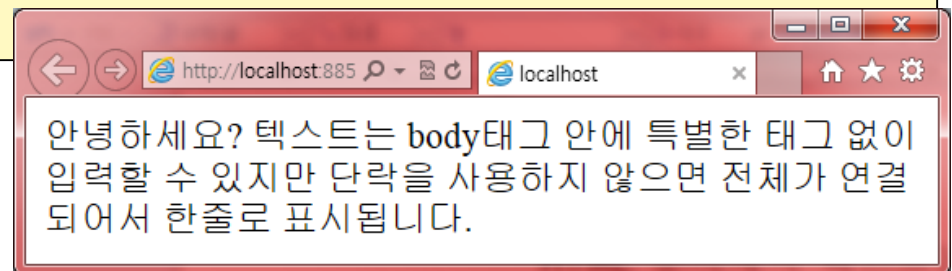 http://localhost:885
localhost
안녕하세요? 텍스트는 body태그 안에 특별한 태그 없이
입력할 수 있지만 단락을 사용하지 않으면 전체가 연결
되어서 한줄로 표시됩니다.